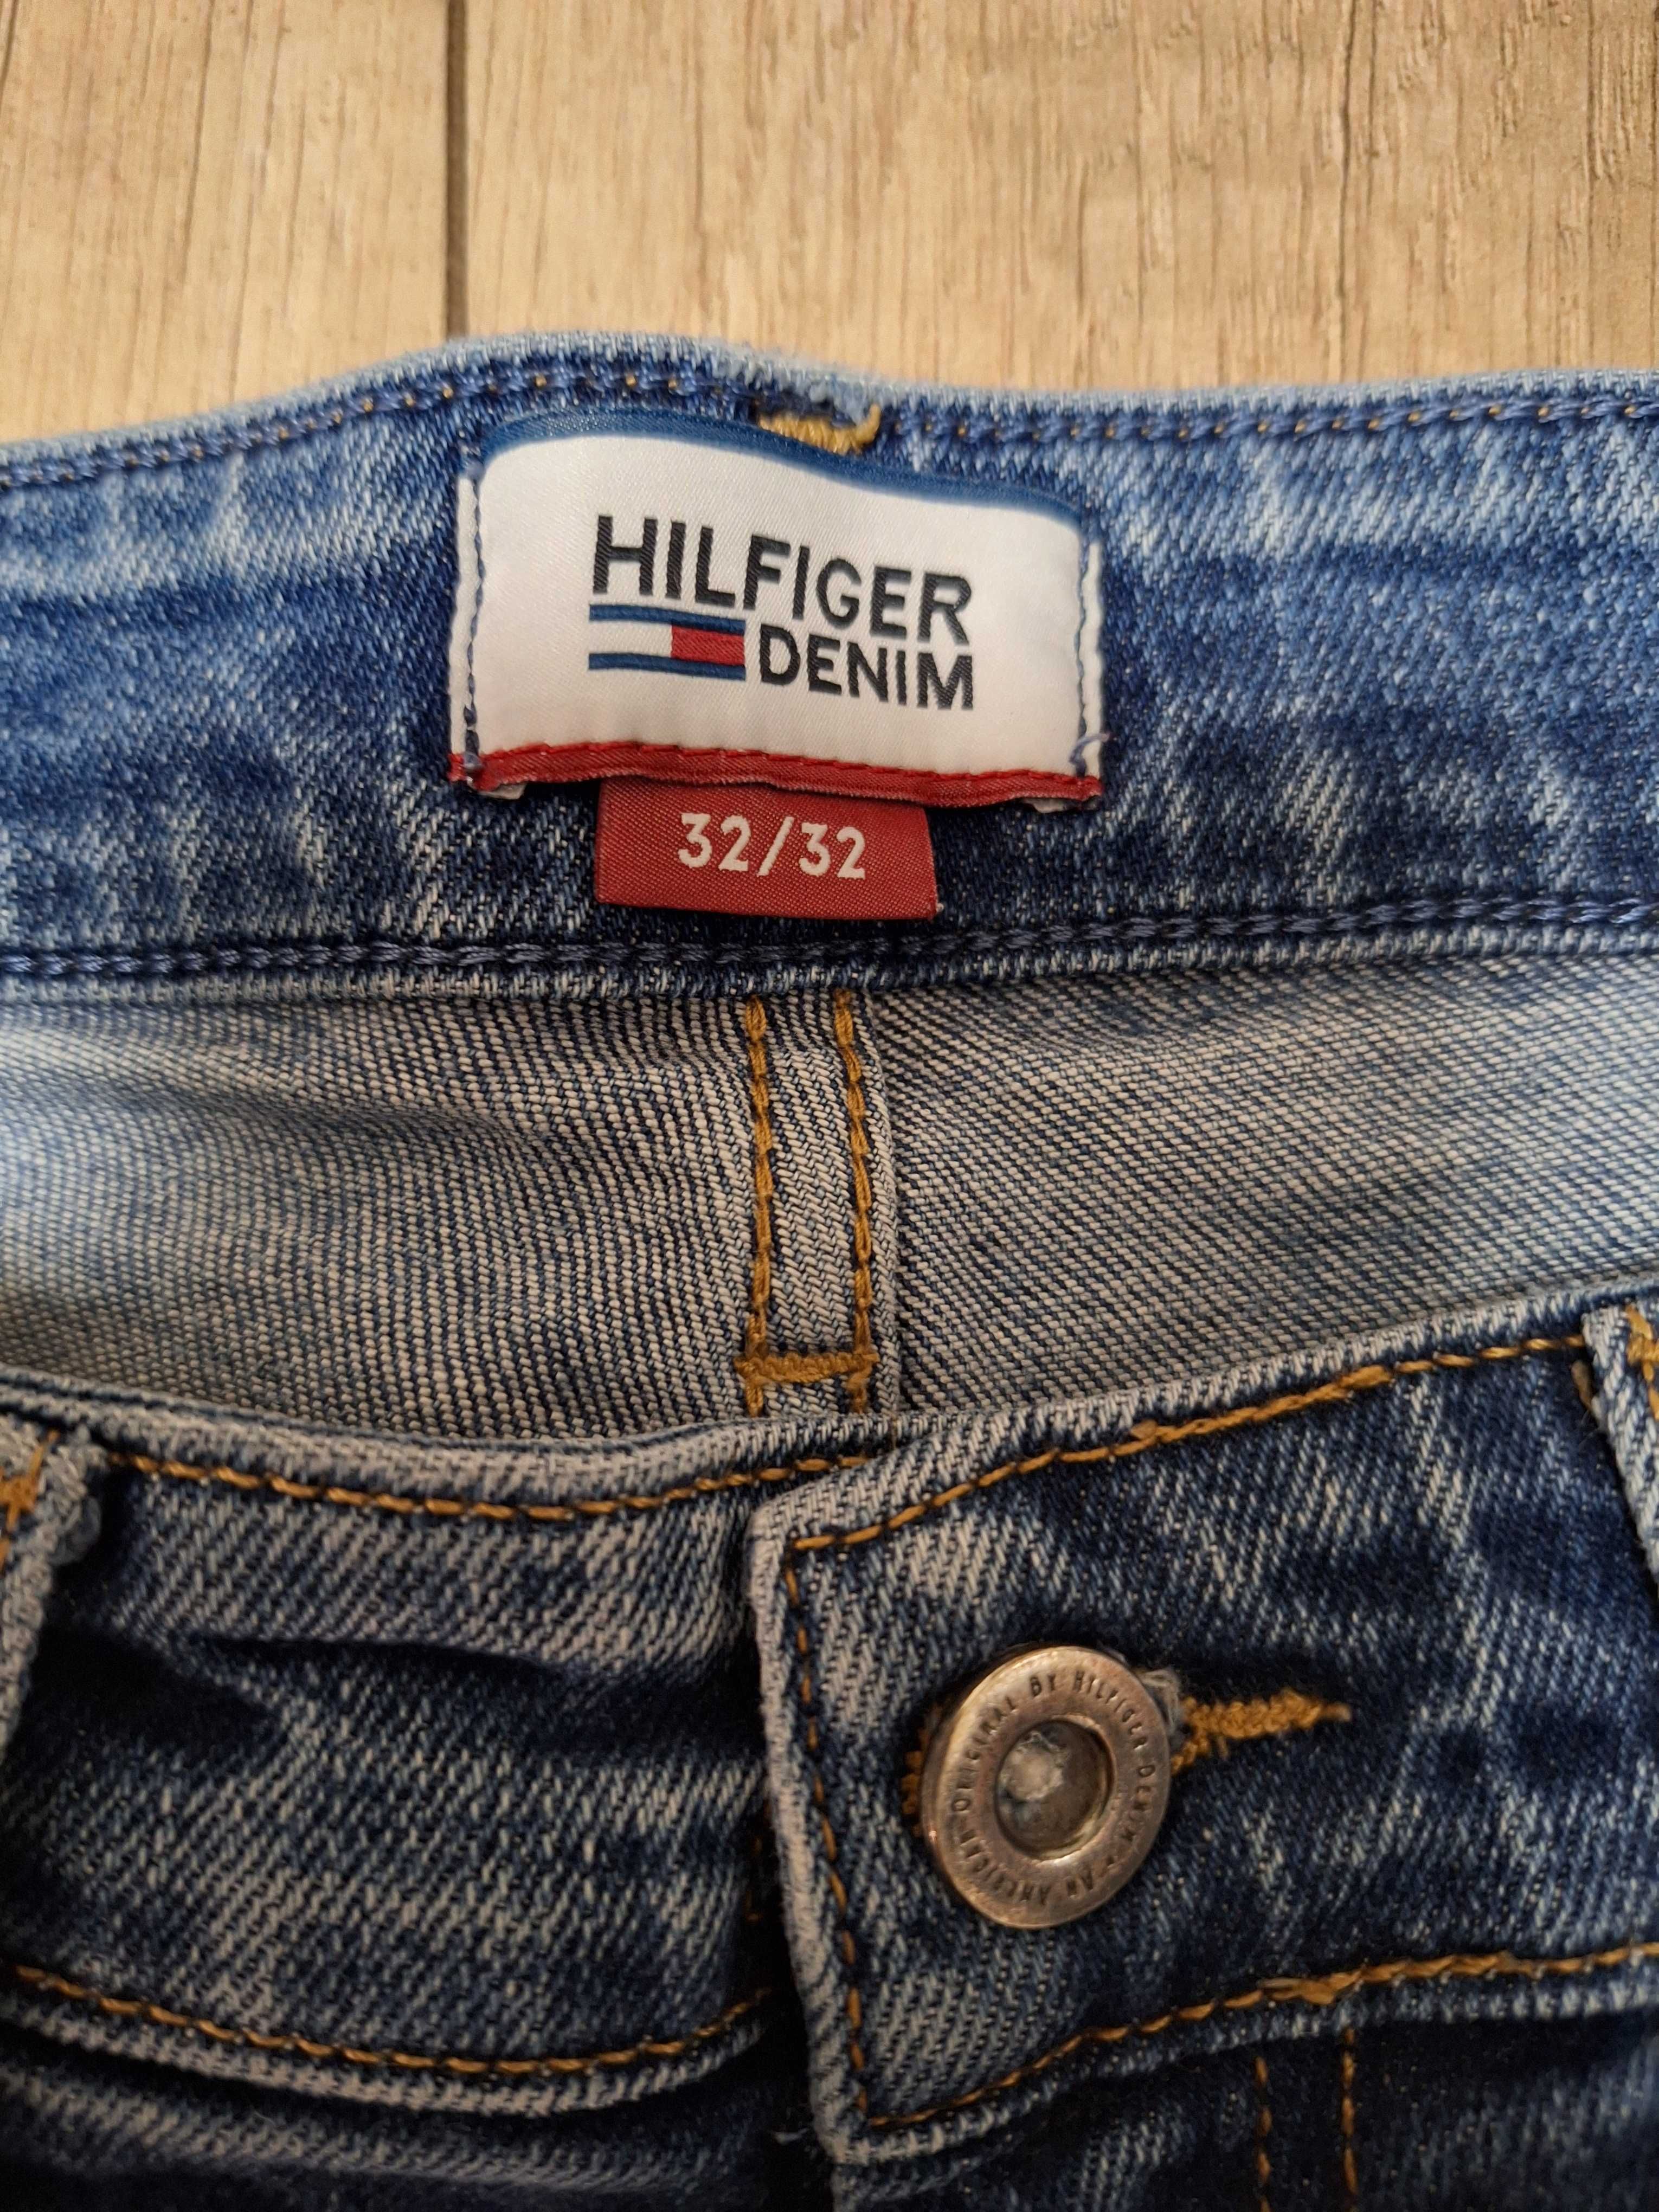 HILFIGER
DENIM
32/32
AN AMERICAN ORIGINAL BY HILFIGER DENIM